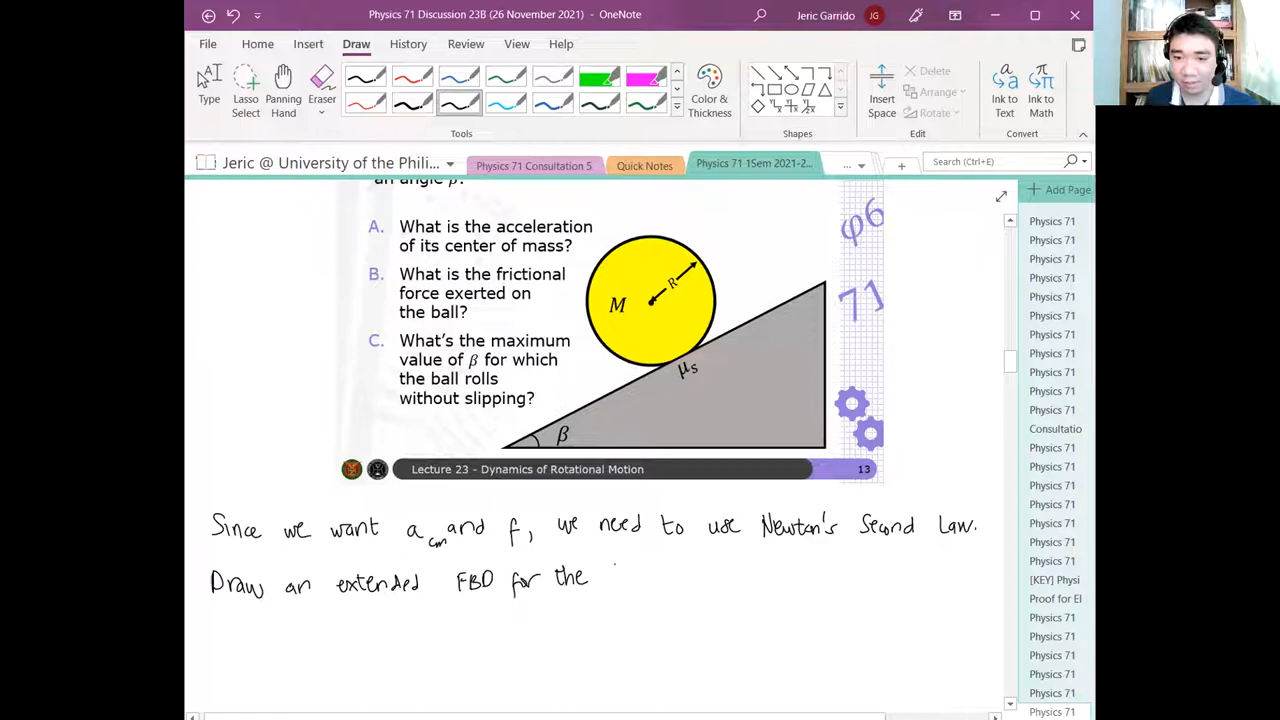 Physics 71 Discussion 23B (26 November 2021) - OneNote
Jeric Garrido
JG
File Home Insert Draw History Review View Help
Type
Lasso Select
Panning Hand
Eraser
Color & Thickness
Insert Space
Delete
Arrange
Rotate
Ink to Text
Ink to Math
Tools
Shapes
Edit
Convert
Jeric @ University of the Phili...
Physics 71 Consultation 5
Quick Notes
Physics 71 1Sem 2021-2...
...
Search (Ctrl+E)
Add Page
an angle β?
A. What is the acceleration
of its center of mass?
B. What is the frictional
force exerted on
the ball?
C. What's the maximum
value of β for which
the ball rolls
without slipping?
M
R
μs
β
φ6
71
Lecture 23 - Dynamics of Rotational Motion
13
Since we want a cm and f, we need to use Newton's Second Law.
Draw an extended FBD for the
Physics 71
Physics 71
Physics 71
Physics 71
Physics 71
Physics 71
Physics 71
Physics 71
Physics 71
Physics 71
Physics 71
Consultatio
Physics 71
Physics 71
Physics 71
Physics 71
Physics 71
Physics 71
Physics 71
[KEY] Physi
Proof for El
Physics 71
Physics 71
Physics 71
Physics 71
Physics 71
Physics 71